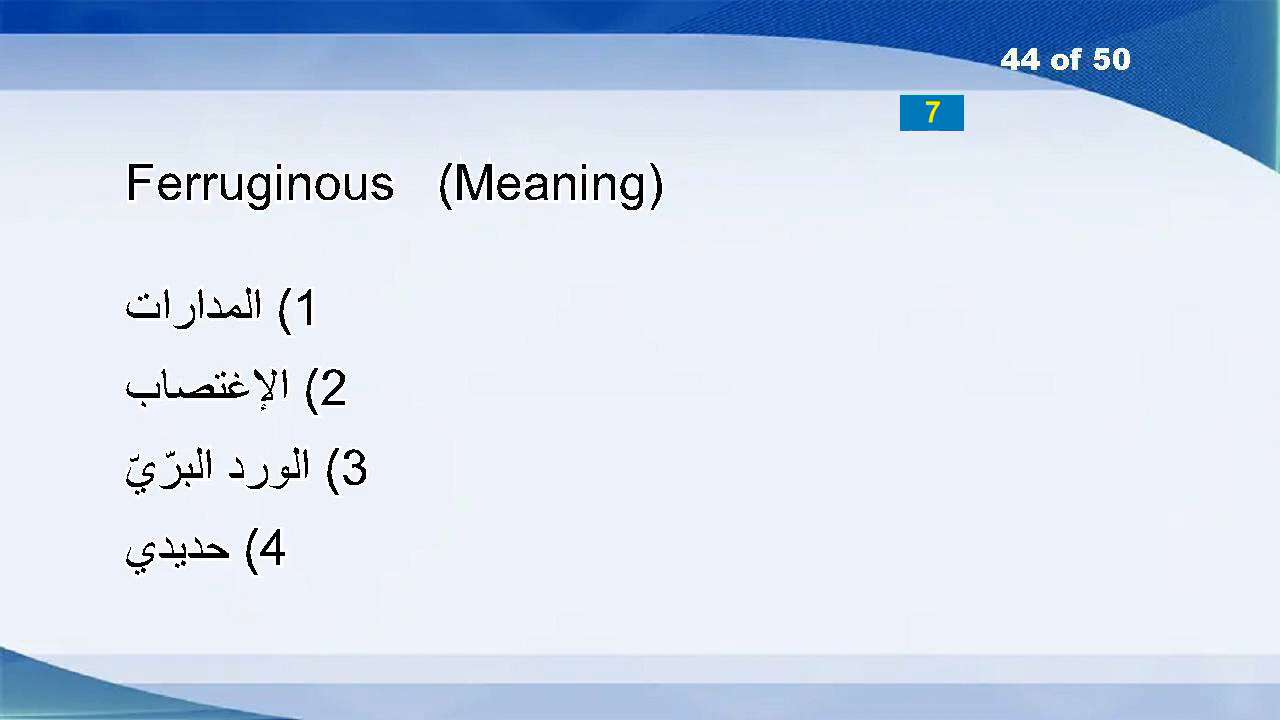 44 of 50
7
Ferruginous (Meaning)
1) المدارات
2) الإغتصاب
3) الورد البرّيّ
4) حديدي